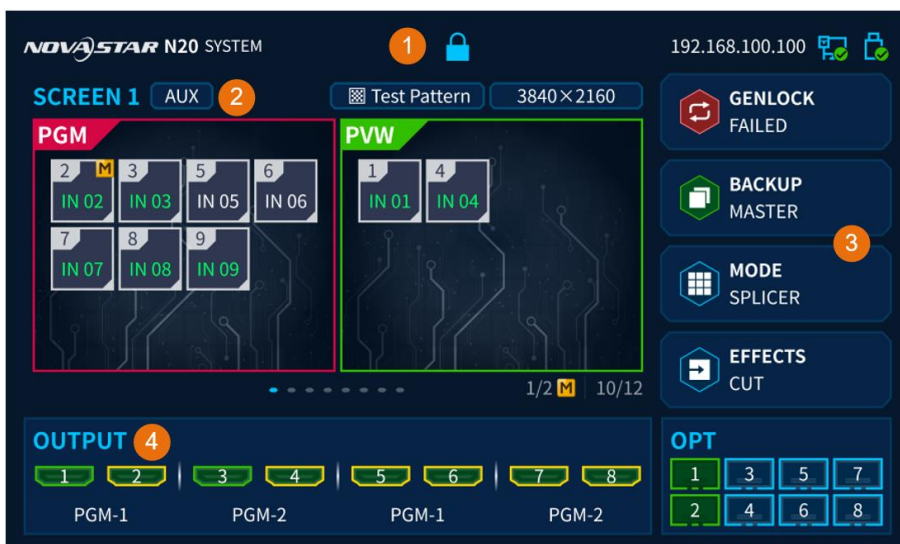 NOVASTAR N20 SYSTEM
1
192.168.100.100
SCREEN 1 AUX 2
Test Pattern 3840×2160
PGM
2 M 3 5 6
IN 02 IN 03 IN 05 IN 06
7 8 9
IN 07 IN 08 IN 09
PVW
1 4
IN 01 IN 04
1/2 M 10/12
GENLOCK
FAILED
BACKUP
MASTER
3
MODE
SPLICER
EFFECTS
CUT
OUTPUT 4
1 2 3 4 5 6 7 8
PGM-1 PGM-2 PGM-1 PGM-2
OPT
1 3 5 7
2 4 6 8